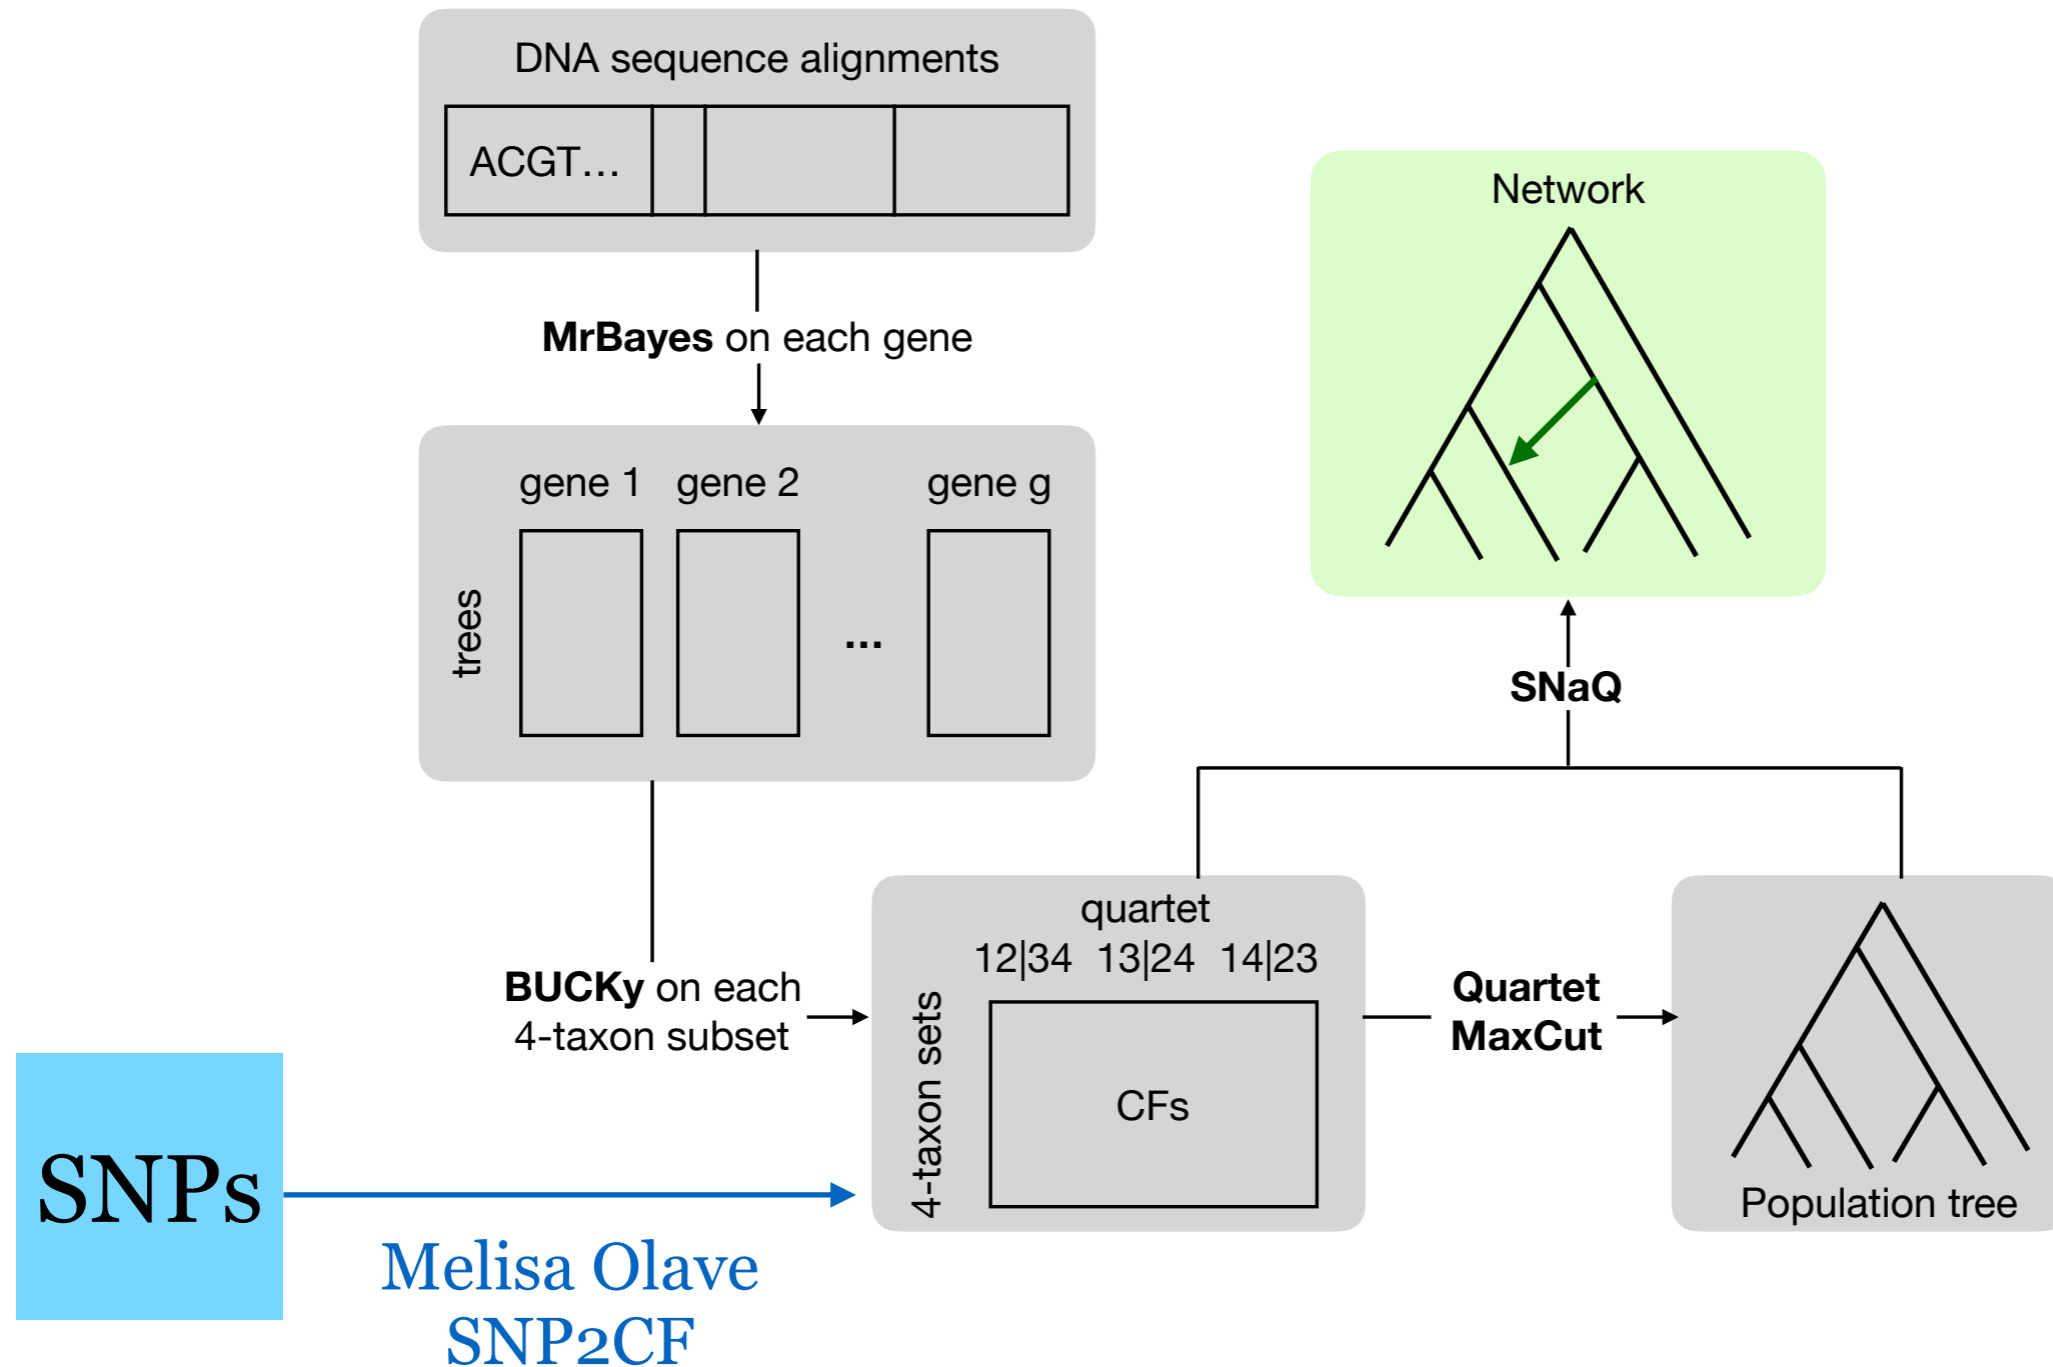 DNA sequence alignments
ACGT...
MrBayes on each gene
gene 1 gene 2 gene g
trees
...
BUCKy on each
4-taxon subset
SNPs
Melisa Olave
SNP2CF
quartet
12|34 13|24 14|23
4-taxon sets
CFs
Quartet
MaxCut
Population tree
SNaQ
Network